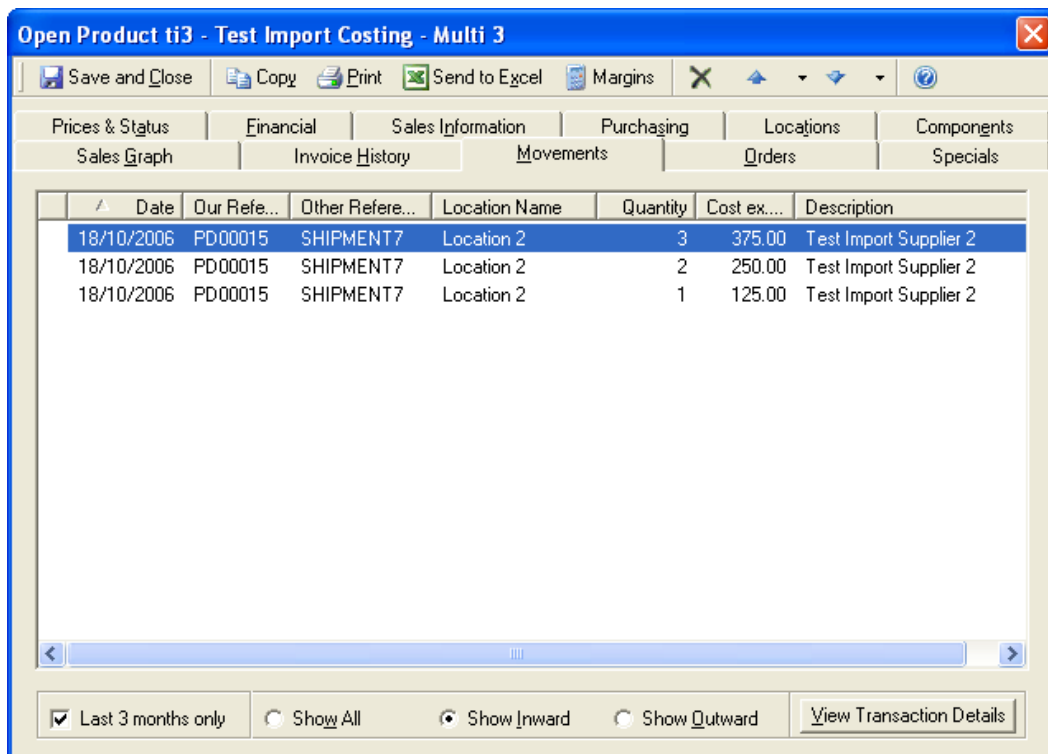 Open Product ti3 - Test Import Costing - Multi 3
Save and Close Copy Print Send to Excel Margins
Prices & Status Financial Sales Information Purchasing Locations Components
Sales Graph Invoice History Movements Orders Specials
Date Our Refe... Other Refere... Location Name Quantity Cost ex.... Description
18/10/2006 PD00015 SHIPMENT7 Location 2 3 375.00 Test Import Supplier 2
18/10/2006 PD00015 SHIPMENT7 Location 2 2 250.00 Test Import Supplier 2
18/10/2006 PD00015 SHIPMENT7 Location 2 1 125.00 Test Import Supplier 2
Last 3 months only Show All Show Inward Show Outward View Transaction Details